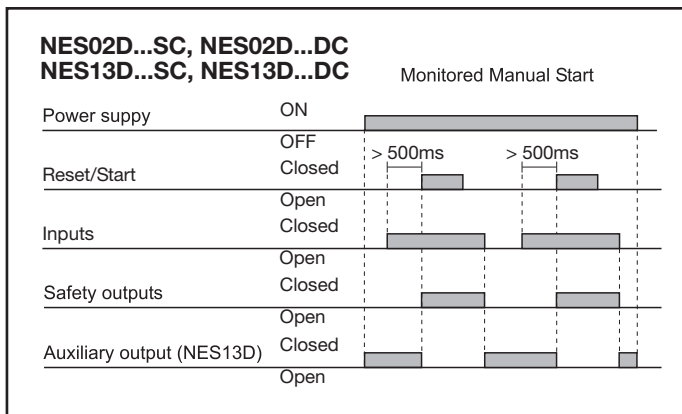 NES02D...SC, NES02D...DC
NES13D...SC, NES13D...DC
Monitored Manual Start
Power suppy
ON
OFF
> 500ms
> 500ms
Reset/Start
Closed
Open
Inputs
Closed
Open
Safety outputs
Closed
Open
Auxiliary output (NES13D)
Closed
Open